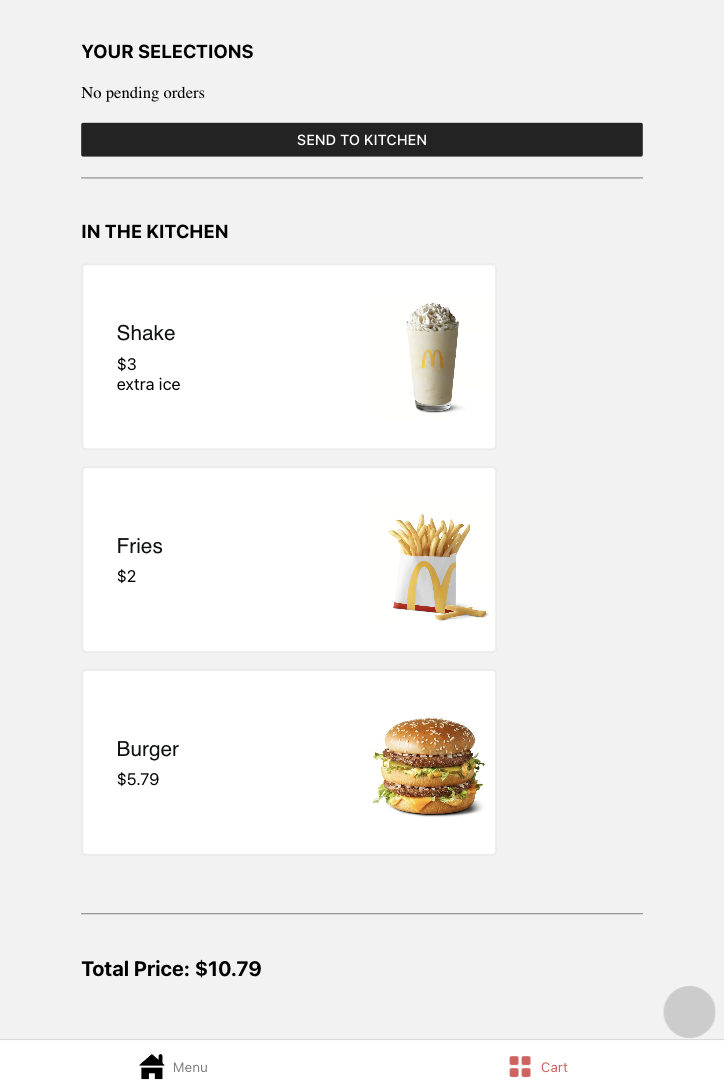 YOUR SELECTIONS
No pending orders
SEND TO KITCHEN
IN THE KITCHEN
Shake
$3
extra ice
Fries
$2
Burger
$5.79
Total Price: $10.79
Menu
Cart